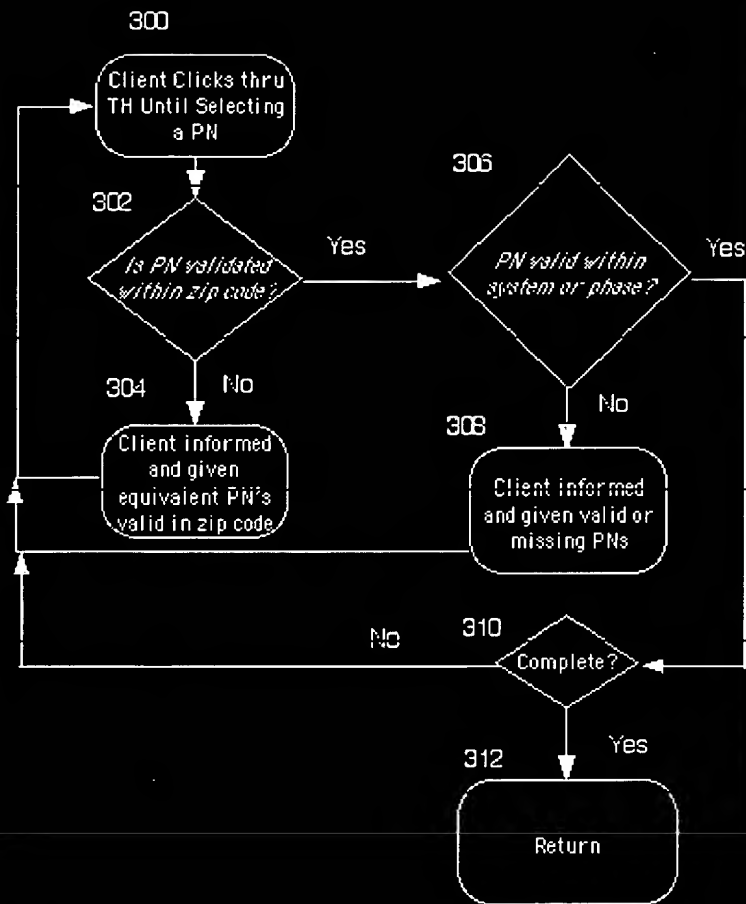 300
Client Clicks thru
TH Until Selecting
a PN
302
Is PN validated
within zip code?
Yes
306
PN valid within
system or phase?
Yes
304
No
Client informed
and given
equivalent PN's
valid in zip code
308
No
Client informed
and given valid or
missing PNs
310
No
Complete?
Yes
312
Return